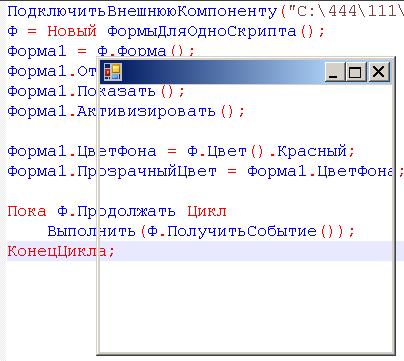 ПодключитьВнешнююКомпоненту("C:\444\111\
Ф = Новый ФормыДляОдноСкрипта();
Форма1 = Ф.Форма();
Форма1.От
Форма1.Показать();
Форма1.Активизировать();
Форма1.ЦветФона = Ф.Цвет().Красный;
Форма1.ПрозрачныйЦвет = Форма1.ЦветФона;
Пока Ф.Продолжать Цикл
Выполнить(Ф.ПолучитьСобытие());
КонецЦикла;